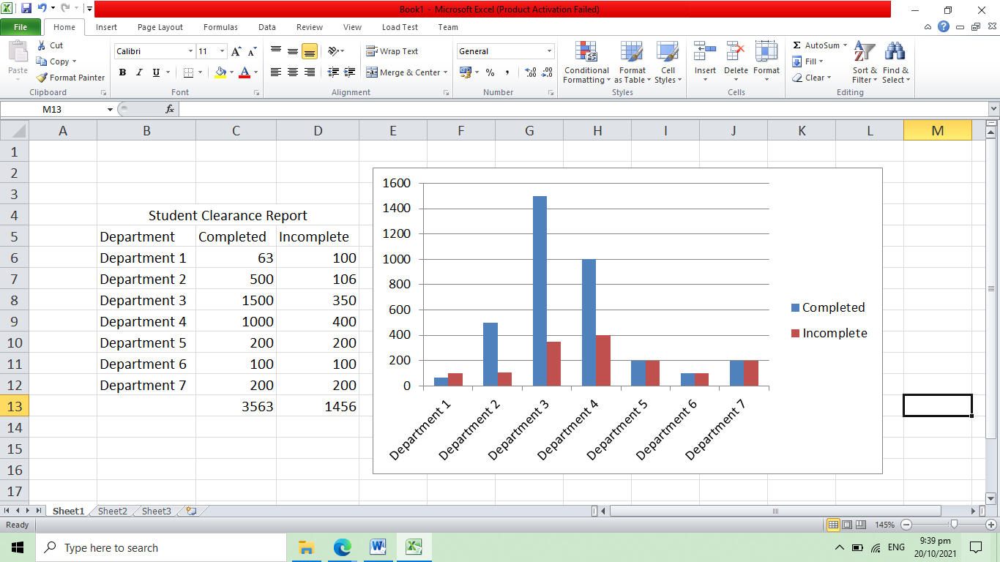 Book1 - Microsoft Excel (Product Activation Failed)
File Home Insert Page Layout Formulas Data Review View Load Test Team
Paste
Cut
Copy
Format Painter
Clipboard
Calibri 11
B I U
Font
Wrap Text
Merge & Center
Alignment
General
% ,
Number
Conditional Formatting
Format as Table
Cell Styles
Styles
Insert Delete Format
Cells
Σ AutoSum
Fill
Clear
Sort & Filter
Find & Select
Editing
M13 fx
A B C D E F G H I J K L M
1
2
3
4 Student Clearance Report
5 Department Completed Incomplete
6 Department 1 63 100
7 Department 2 500 106
8 Department 3 1500 350
9 Department 4 1000 400
10 Department 5 200 200
11 Department 6 100 100
12 Department 7 200 200
13 3563 1456
14
15
16
17
1600
1400
1200
1000
800
600
400
200
0
Department 1 Department 2 Department 3 Department 4 Department 5 Department 6 Department 7
Completed
Incomplete
Sheet1 Sheet2 Sheet3
Ready 145%
Type here to search
ENG
9:39 pm
20/10/2021